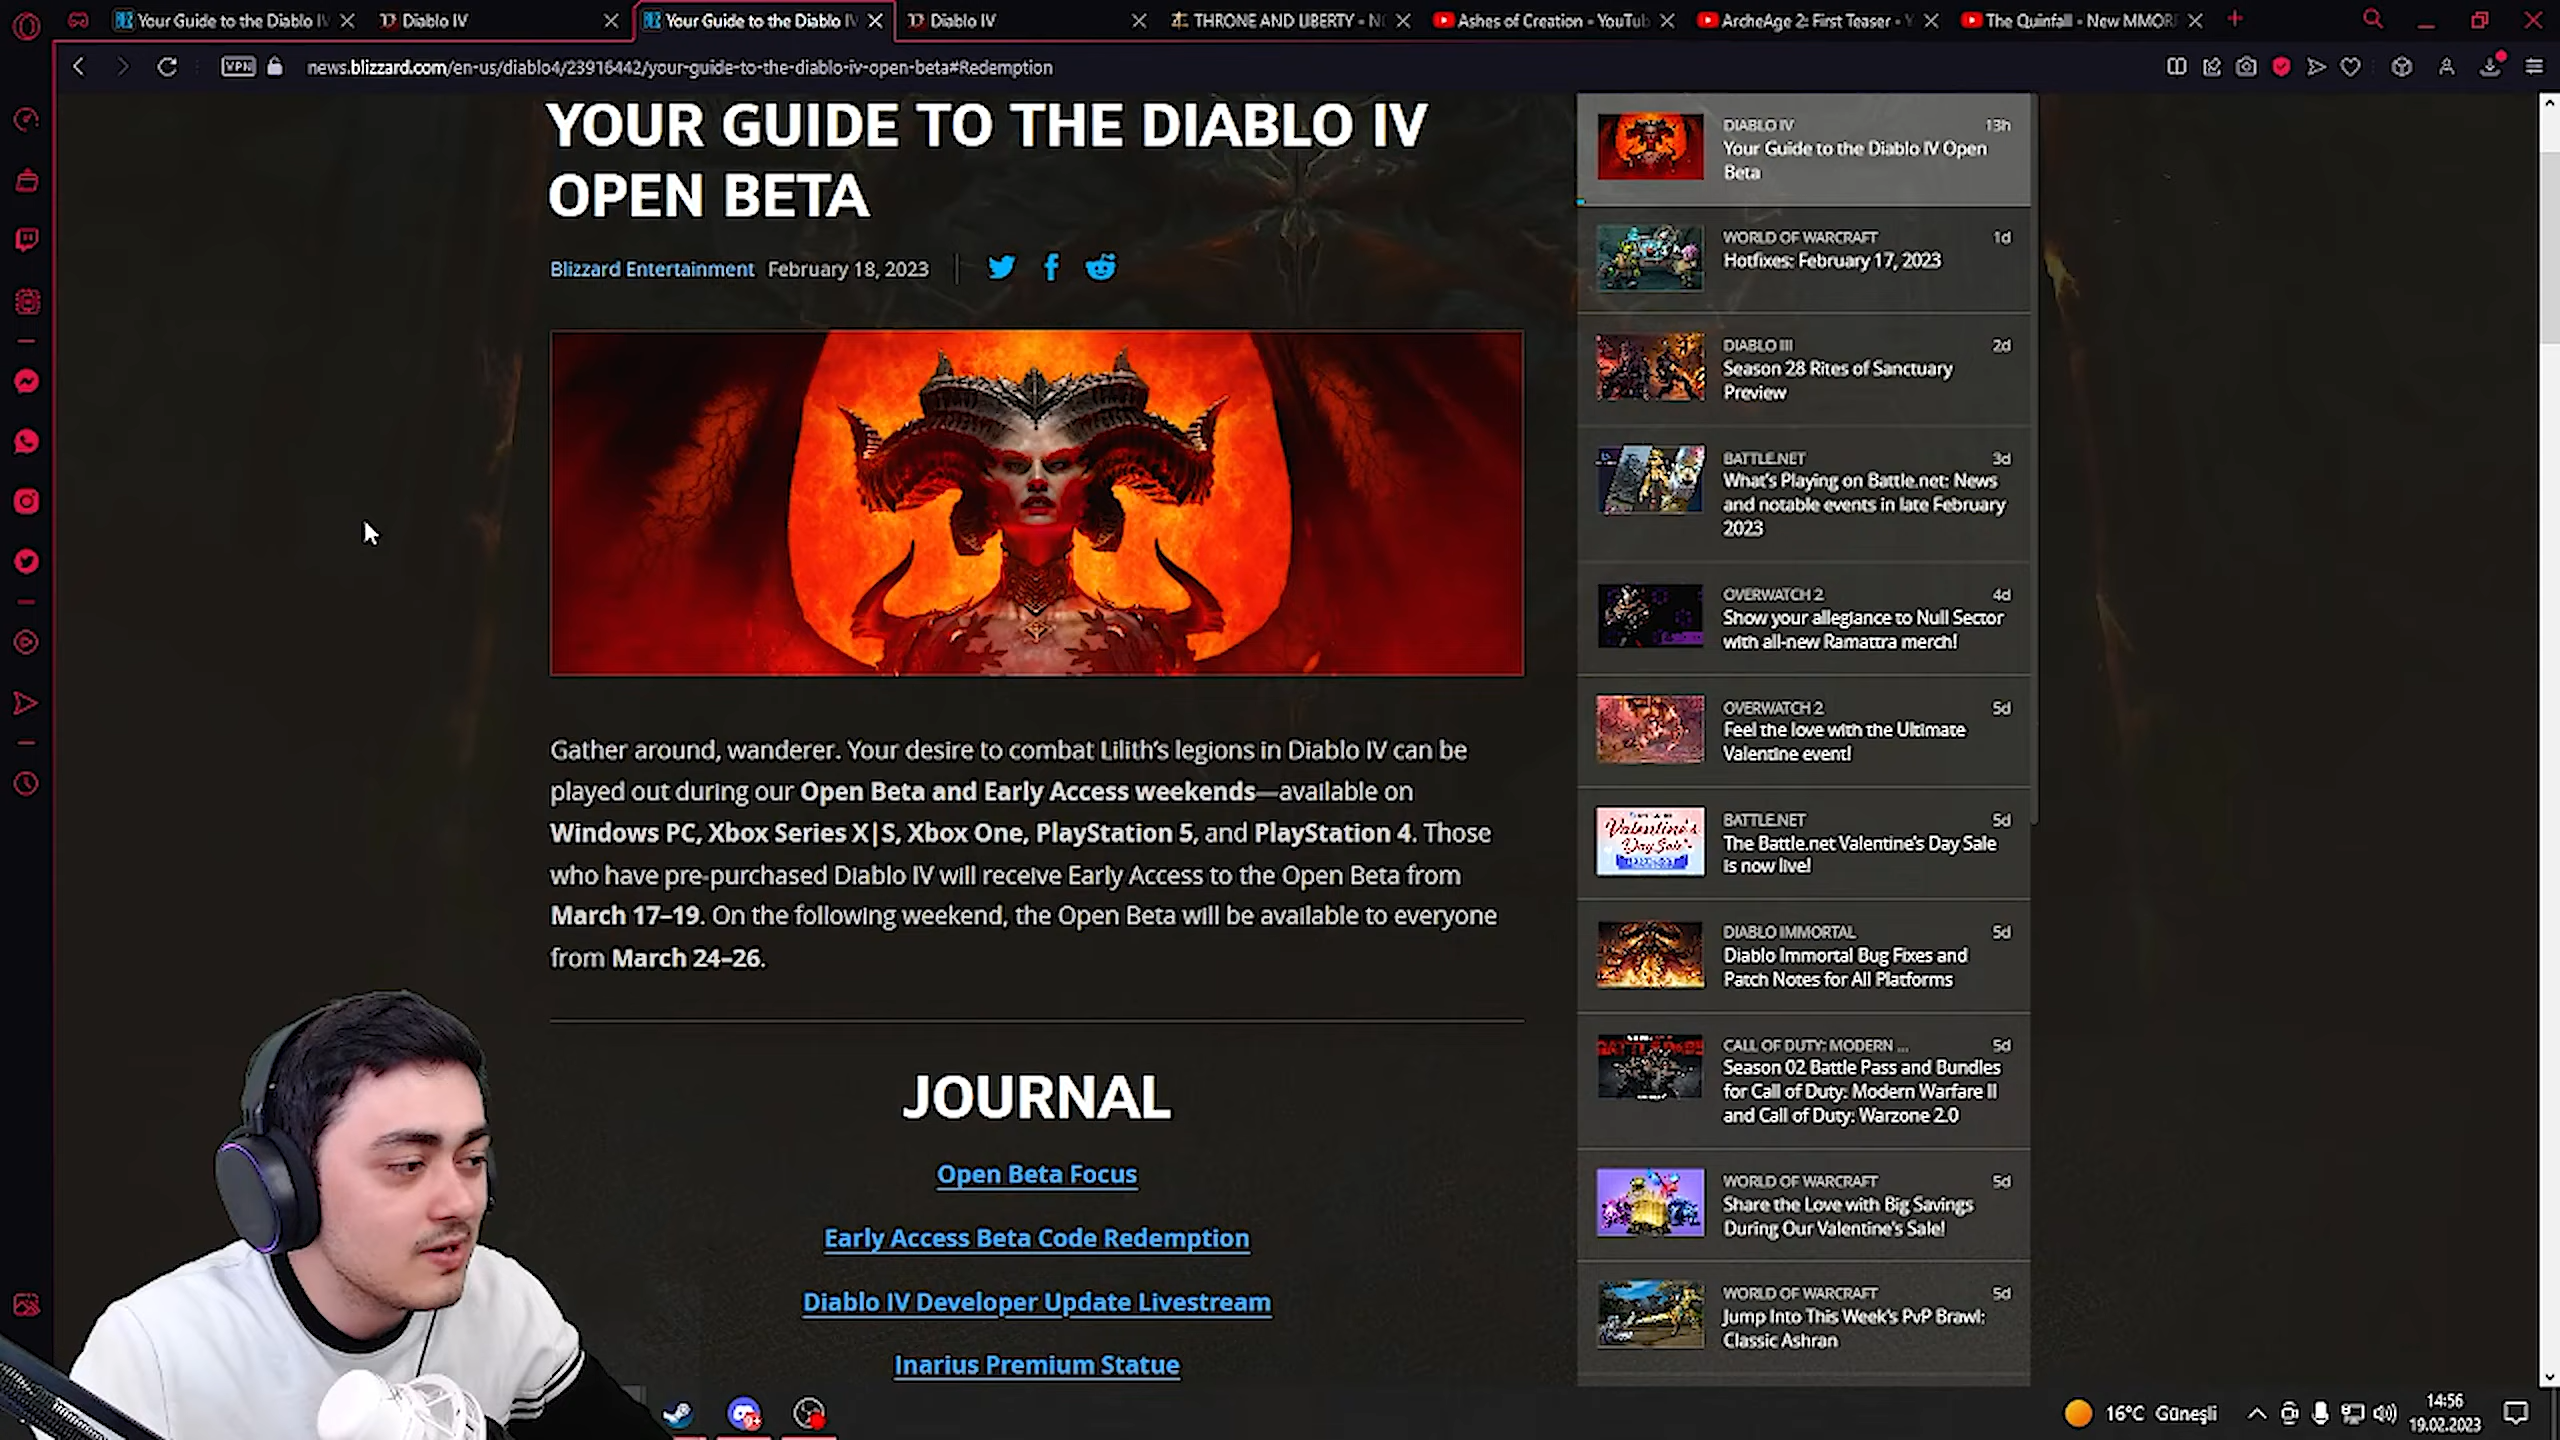 Your Guide to the Diablo IV
Diablo IV
Your Guide to the Diablo IV
Diablo IV
THRONE AND LIBERTY - N
Ashes of Creation - YouTub
ArcheAge 2: First Teaser - Y
The Quinfall - New MMOR
VPN
news.blizzard.com/en-us/diablo4/23916442/your-guide-to-the-diablo-iv-open-beta#Redemption
YOUR GUIDE TO THE DIABLO IV
OPEN BETA
Blizzard Entertainment February 18, 2023
Gather around, wanderer. Your desire to combat Lilith's legions in Diablo IV can be
played out during our Open Beta and Early Access weekends—available on
Windows PC, Xbox Series X|S, Xbox One, PlayStation 5, and PlayStation 4. Those
who have pre-purchased Diablo IV will receive Early Access to the Open Beta from
March 17–19. On the following weekend, the Open Beta will be available to everyone
from March 24–26.
JOURNAL
Open Beta Focus
Early Access Beta Code Redemption
Diablo IV Developer Update Livestream
Inarius Premium Statue
DIABLO IV 13h
Your Guide to the Diablo IV Open
Beta
WORLD OF WARCRAFT 1d
Hotfixes: February 17, 2023
DIABLO III 2d
Season 28 Rites of Sanctuary
Preview
BATTLE.NET 3d
What's Playing on Battle.net: News
and notable events in late February
2023
OVERWATCH 2 4d
Show your allegiance to Null Sector
with all-new Ramattra merch!
OVERWATCH 2 5d
Feel the love with the Ultimate
Valentine event!
Valentine's
Day Sale
BATTLE.NET 5d
The Battle.net Valentine's Day Sale
is now live!
DIABLO IMMORTAL 5d
Diablo Immortal Bug Fixes and
Patch Notes for All Platforms
CALL OF DUTY: MODERN ... 5d
Season 02 Battle Pass and Bundles
for Call of Duty: Modern Warfare II
and Call of Duty: Warzone 2.0
WORLD OF WARCRAFT 5d
Share the Love with Big Savings
During Our Valentine's Sale!
WORLD OF WARCRAFT 5d
Jump Into This Week's PvP Brawl:
Classic Ashran
16°C Güneşli
14:56
19.02.2023